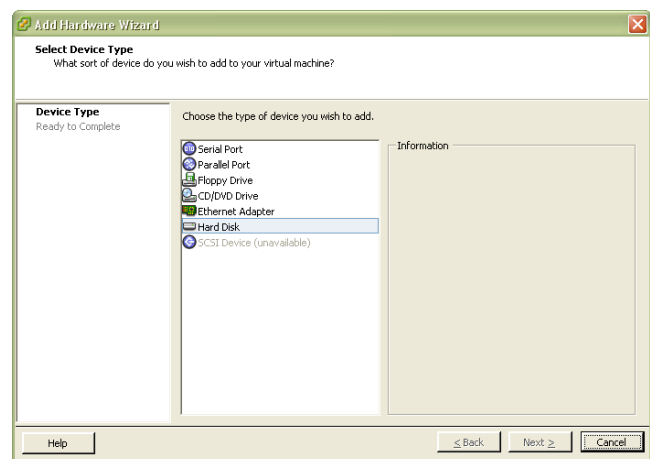 Add Hardware Wizard
Select Device Type
What sort of device do you wish to add to your virtual machine?
Device Type
Ready to Complete
Choose the type of device you wish to add.
Serial Port
Parallel Port
Floppy Drive
CD/DVD Drive
Ethernet Adapter
Hard Disk
SCSI Device (unavailable)
Information
Help
< Back
Next >
Cancel